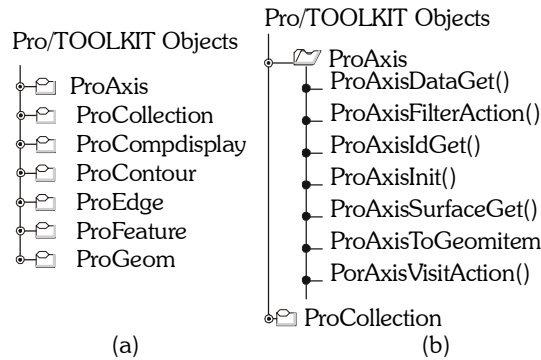 Pro/TOOLKIT Objects
ProAxis
ProCollection
ProCompdisplay
ProContour
ProEdge
ProFeature
ProGeom
(a)
Pro/TOOLKIT Objects
ProAxis
ProAxisDataGet()
ProAxisFilterAction()
ProAxisIdGet()
ProAxisInit()
ProAxisSurfaceGet()
ProAxisToGeomitem
PorAxisVisitAction()
ProCollection
(b)